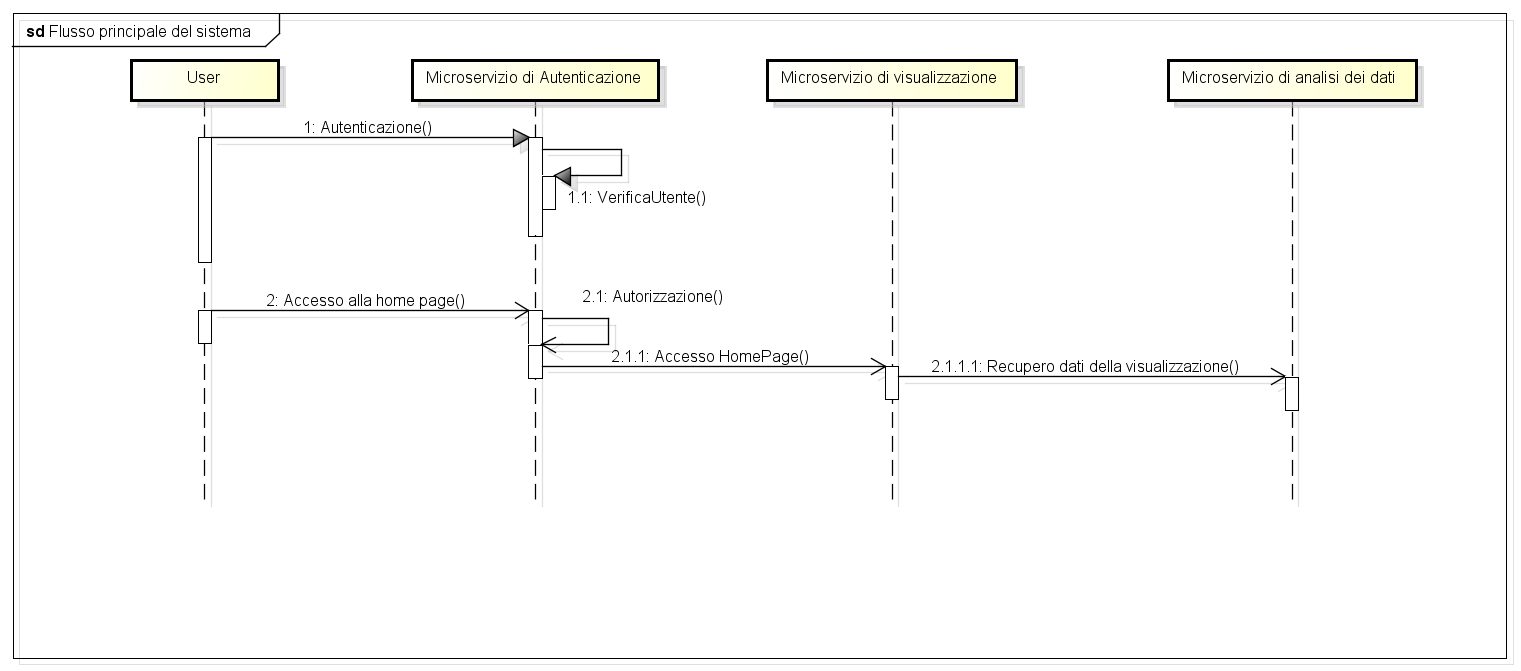 sd Flusso principale del sistema
User
Microservizio di Autenticazione
Microservizio di visualizzazione
Microservizio di analisi dei dati
1: Autenticazione()
1.1: VerificaUtente()
2: Accesso alla home page()
2.1: Autorizzazione()
2.1.1: Accesso HomePage()
2.1.1.1: Recupero dati della visualizzazione()